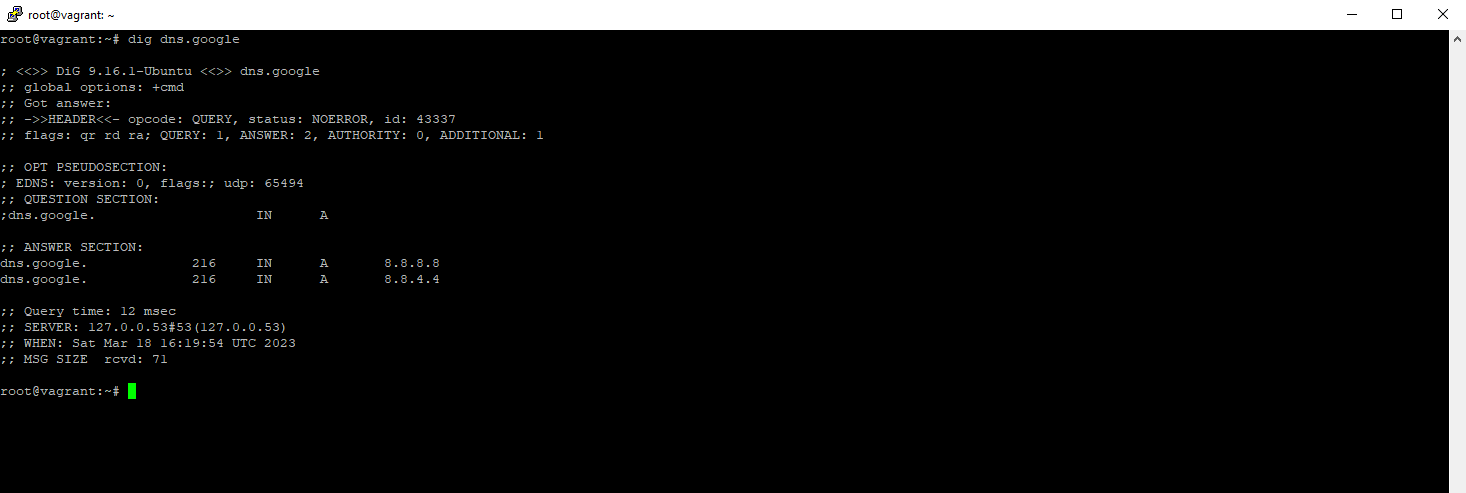 root@vagrant: ~
root@vagrant:~# dig dns.google
; <<>> DiG 9.16.1-Ubuntu <<>> dns.google
;; global options: +cmd
;; Got answer:
;; ->>HEADER<<- opcode: QUERY, status: NOERROR, id: 43337
;; flags: qr rd ra; QUERY: 1, ANSWER: 2, AUTHORITY: 0, ADDITIONAL: 1
;; OPT PSEUDOSECTION:
; EDNS: version: 0, flags:; udp: 65494
;; QUESTION SECTION:
;dns.google.                    IN      A
;; ANSWER SECTION:
dns.google.             216     IN      A       8.8.8.8
dns.google.             216     IN      A       8.8.4.4
;; Query time: 12 msec
;; SERVER: 127.0.0.53#53(127.0.0.53)
;; WHEN: Sat Mar 18 16:19:54 UTC 2023
;; MSG SIZE  rcvd: 71
root@vagrant:~#